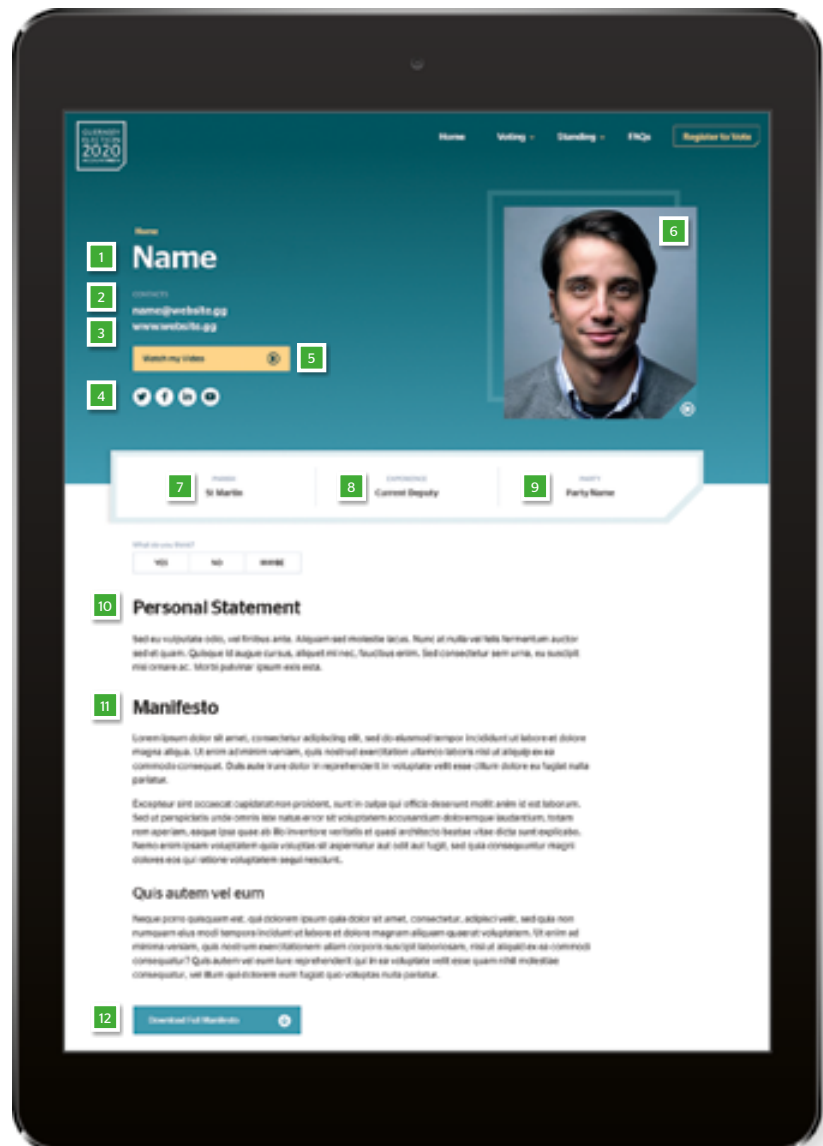 GUERNSEY
ELECTION
2020
Home Voting Standing FAQs Register to Vote
Home
6
1 Name
2 CONTACTS
name@website.gg
3 www.website.gg
Watch my Video 5
4
7 PARISH 8 EXPERIENCE 9 PARTY
St Martin Current Deputy Party Name
What do you think?
YES NO MAYBE
10 Personal Statement
Sed eu vulputate odio, vel finibus ante. Aliquam sed molestie lacus. Nunc at nulla vel felis fermentum auctor
sed et quam. Quisque id augue cursus, aliquet mi nec, faucibus enim. Sed consectetur sem urna, eu suscipit
nisi ornare ac. Morbi pulvinar ipsum
11 Manifesto
Lorem ipsum dolor sit amet, consectetur adipiscing elit, sed do eiusmod tempor incididunt ut labore et dolore
magna aliqua. Ut enim ad minim veniam, quis nostrud exercitation ullamco laboris nisi ut aliquip ex ea
commodo consequat. Duis aute irure dolor in reprehenderit in voluptate velit esse cillum dolore eu fugiat nulla
pariatur.
Excepteur sint occaecat cupidatat non proident, sunt in culpa qui officia deserunt mollit anim id est laborum.
Sed ut perspiciatis unde omnis iste natus error sit voluptatem accusantium doloremque laudantium, totam
rem aperiam, eaque ipsa quae ab illo inventore veritatis et quasi architecto beatae vitae dicta sunt explicabo.
Nemo enim ipsam voluptatem quia voluptas sit aspernatur aut odit aut fugit, sed quia consequuntur magni
dolores eos qui ratione voluptatem sequi nesciunt.
Quis autem vel eum
Neque porro quisquam est, qui dolorem ipsum quia dolor sit amet, consectetur, adipisci velit, sed quia non
numquam eius modi tempora incidunt ut labore et dolore magnam aliquam quaerat voluptatem. Ut enim ad
minima veniam, quis nostrum exercitationem ullam corporis suscipit laboriosam, nisi ut aliquid ex ea commodi
consequatur? Quis autem vel eum iure reprehenderit qui in ea voluptate velit esse quam nihil molestiae
consequatur, vel illum qui dolorem eum fugiat quo voluptas nulla pariatur.
12 Download Full Manifesto